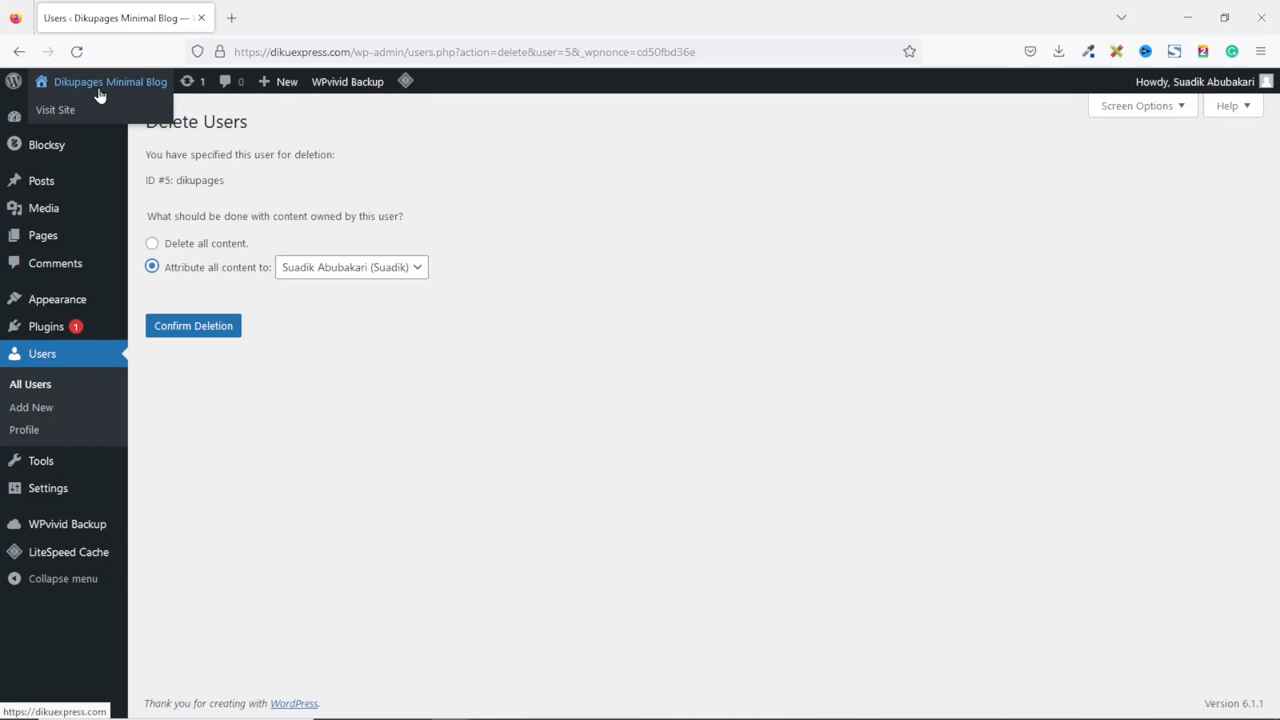 Users ‹ Dikupages Minimal Blog —
https://dikuexpress.com/wp-admin/users.php?action=delete&user=5&_wpnonce=cd50fbd36e
Dikupages Minimal Blog
1
0
New
WPvivid Backup
Howdy, Suadik Abubakari
Visit Site
Screen Options
Help
Delete Users
You have specified this user for deletion:
ID #5: dikupages
What should be done with content owned by this user?
Delete all content.
Attribute all content to: Suadik Abubakari (Suadik)
Confirm Deletion
Blocksy
Posts
Media
Pages
Comments
Appearance
Plugins 1
Users
All Users
Add New
Profile
Tools
Settings
WPvivid Backup
LiteSpeed Cache
Collapse menu
Thank you for creating with WordPress.
Version 6.1.1
https://dikuexpress.com